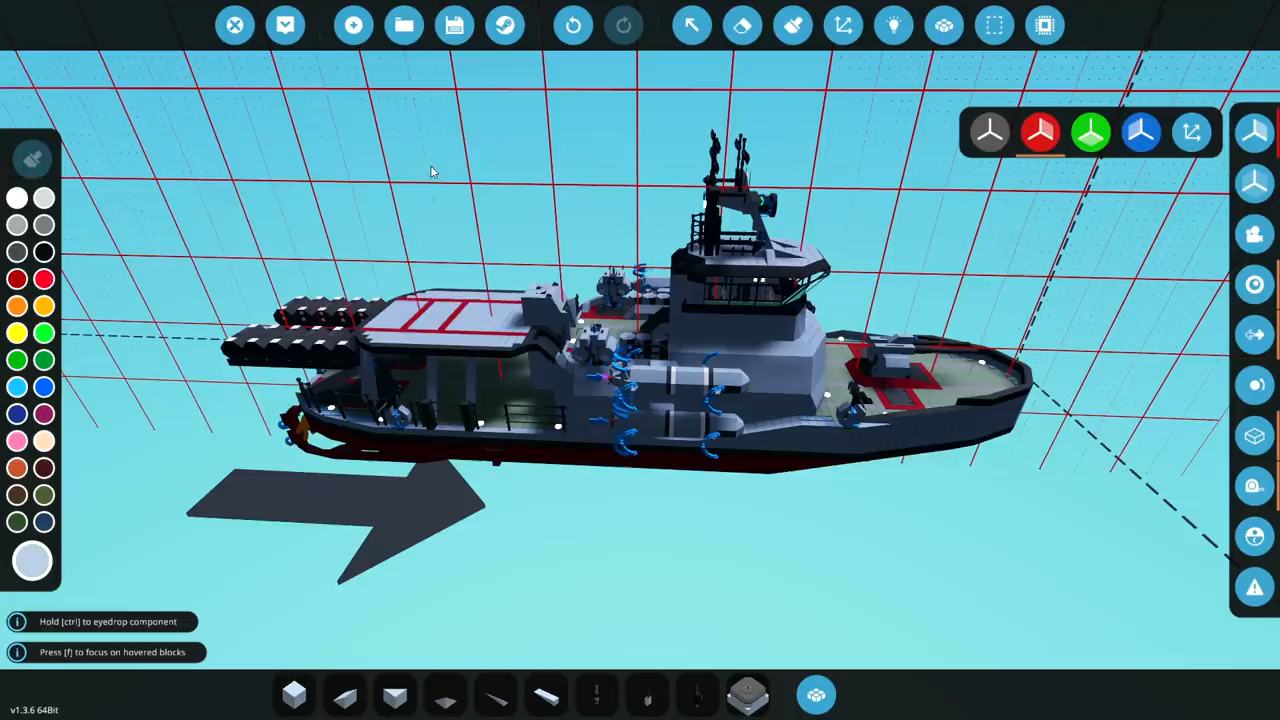 Hold [ctrl] to eyedrop component
Press [f] to focus on hovered blocks
v1.3.6 64Bit